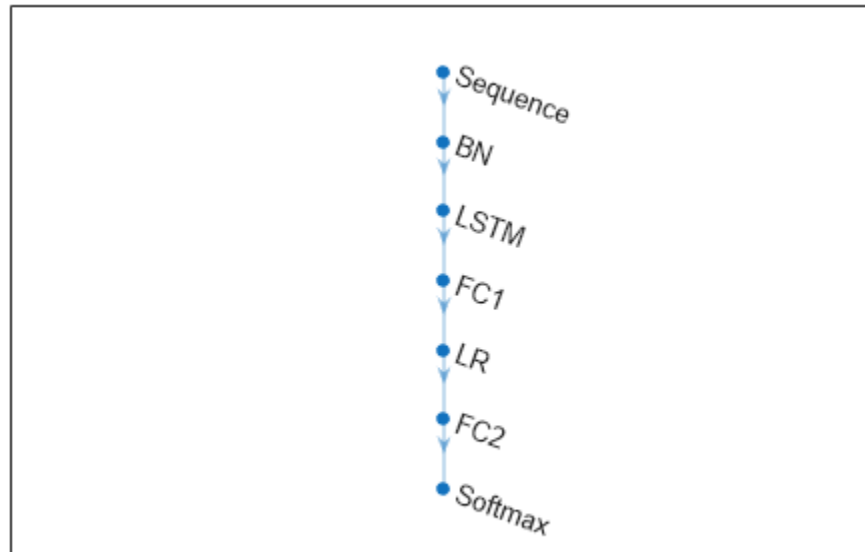 Sequence
BN
LSTM
FC1
LR
FC2
Softmax